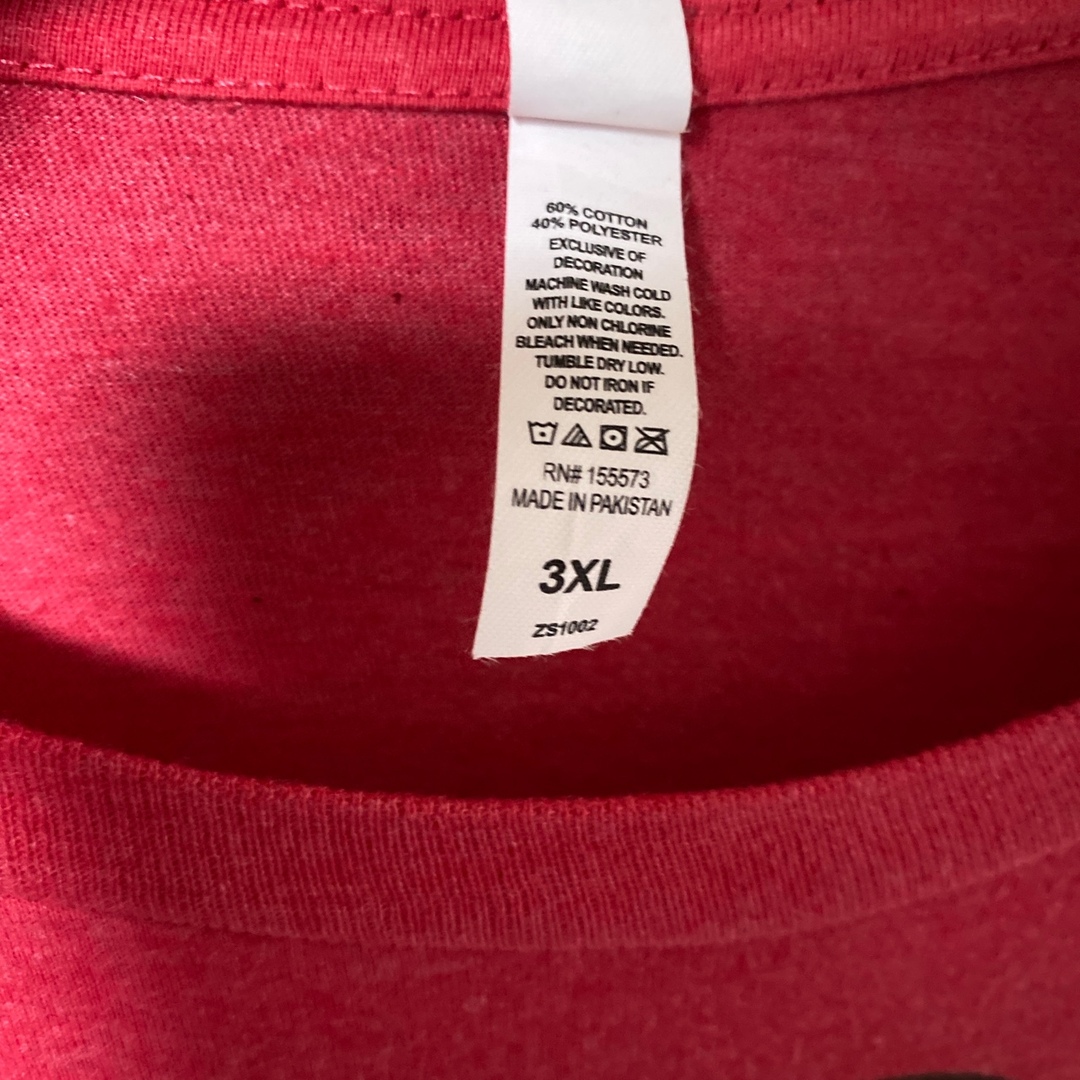 60% COTTON
40% POLYESTER
EXCLUSIVE OF
DECORATION
MACHINE WASH COLD
WITH LIKE COLORS.
ONLY NON CHLORINE
BLEACH WHEN NEEDED.
TUMBLE DRY LOW.
DO NOT IRON IF
DECORATED.
RN# 155573
MADE IN PAKISTAN
3XL
ZS1002